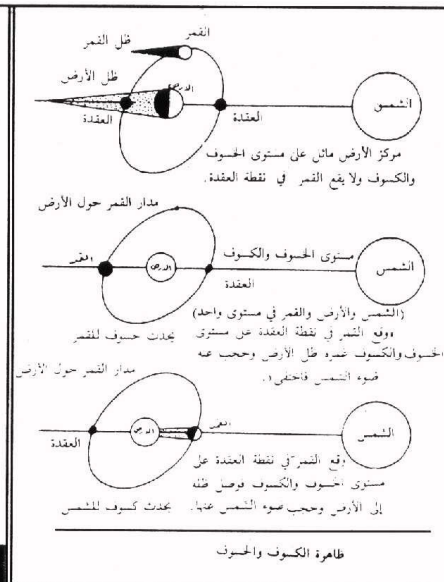 القمر
ظل القمر
ظل الأرض
الأرض
الشمس
العقدة
العقدة
مركز الأرض مائل على مستوى الخسوف
والكسوف ولا يقع القمر في نقطة العقدة.
مدار القمر حول الأرض
مستوى الخسوف والكسوف
القمر
الأرض
الشمس
العقدة
(الشمس والأرض والقمر في مستوى واحد)
وقع القمر في نقطة العقدة على مستوى
الخسوف والكسوف غمره ظل الأرض وحجب عنه
ضوء الشمس فاختفى.
يحدث خسوف للقمر
مدار القمر حول الأرض
القمر
الأرض
الشمس
العقدة
وقع القمر في نقطة العقدة على
مستوى الخسوف والكسوف فوصل ظله
إلى الأرض وحجب ضوء الشمس عنها.
يحدث كسوف للشمس
ظاهرة الكسوف والخسوف